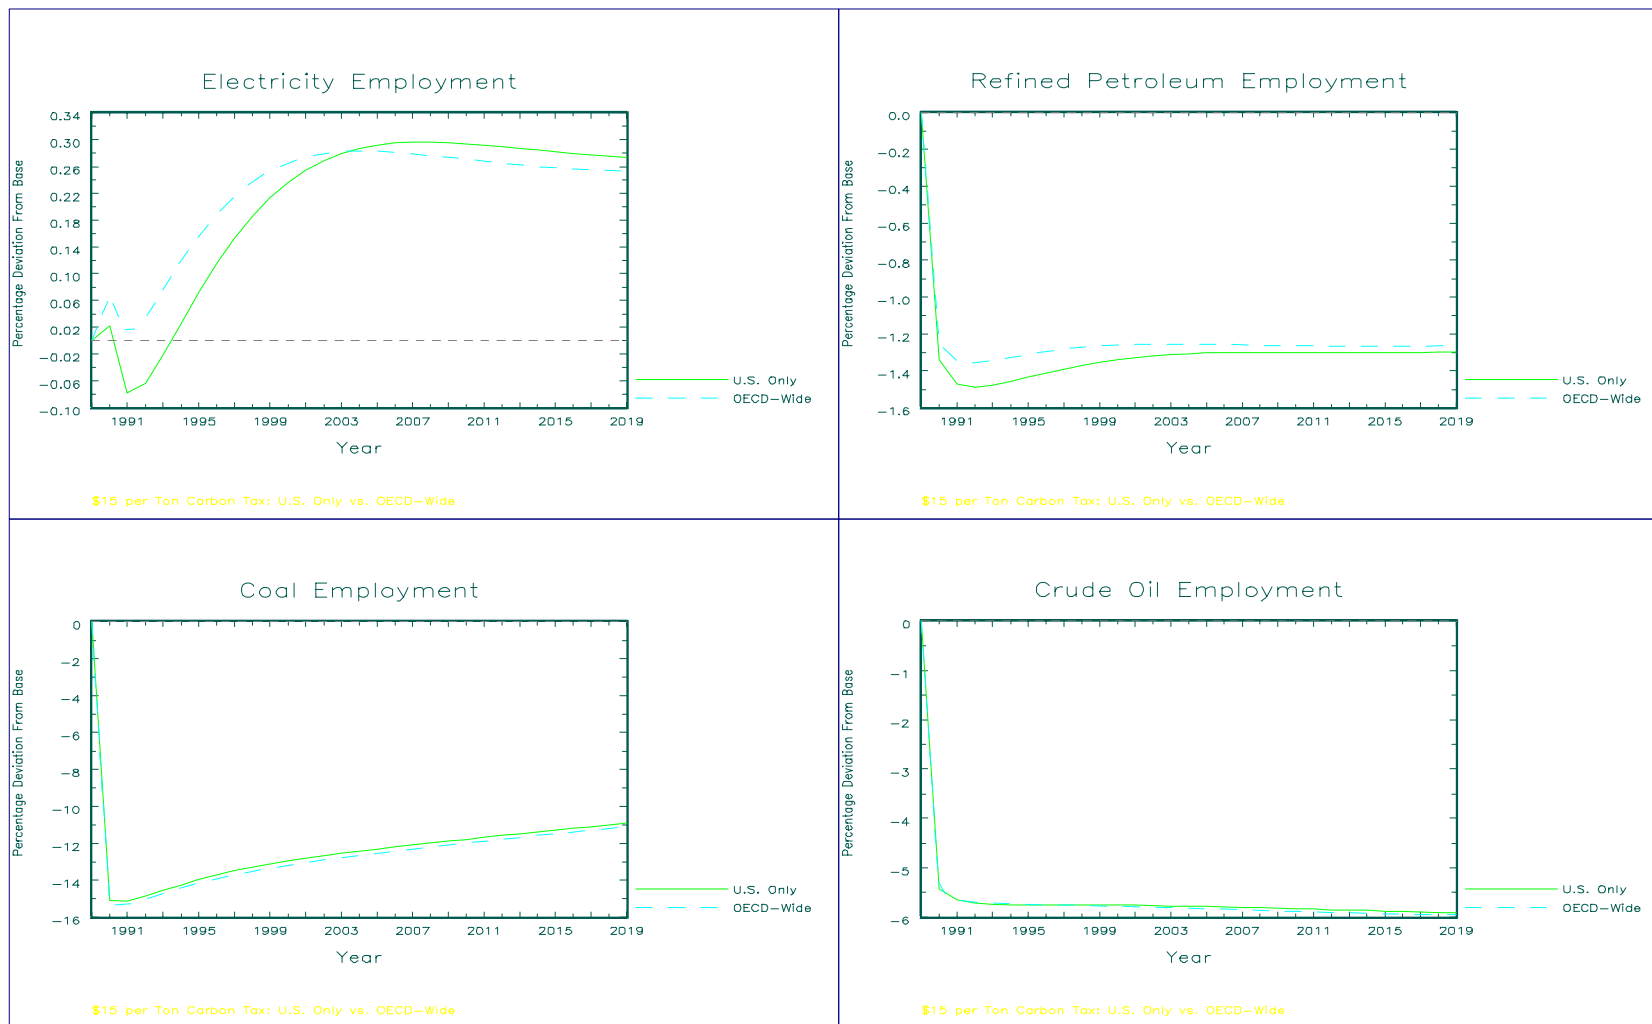 Electricity Employment
Percentage Deviation From Base
0.34
0.30
0.26
0.22
0.18
0.14
0.10
0.06
0.02
-0.02
-0.06
-0.10
1991 1995 1999 2003 2007 2011 2015 2019
Year
U.S. Only
OECD-Wide
$15 per Ton Carbon Tax: U.S. Only vs. OECD-Wide
Refined Petroleum Employment
Percentage Deviation From Base
0.0
-0.2
-0.4
-0.6
-0.8
-1.0
-1.2
-1.4
-1.6
1991 1995 1999 2003 2007 2011 2015 2019
Year
U.S. Only
OECD-Wide
$15 per Ton Carbon Tax: U.S. Only vs. OECD-Wide
Coal Employment
Percentage Deviation From Base
0
-2
-4
-6
-8
-10
-12
-14
-16
1991 1995 1999 2003 2007 2011 2015 2019
Year
U.S. Only
OECD-Wide
$15 per Ton Carbon Tax: U.S. Only vs. OECD-Wide
Crude Oil Employment
Percentage Deviation From Base
0
-1
-2
-3
-4
-5
-6
1991 1995 1999 2003 2007 2011 2015 2019
Year
U.S. Only
OECD-Wide
$15 per Ton Carbon Tax: U.S. Only vs. OECD-Wide